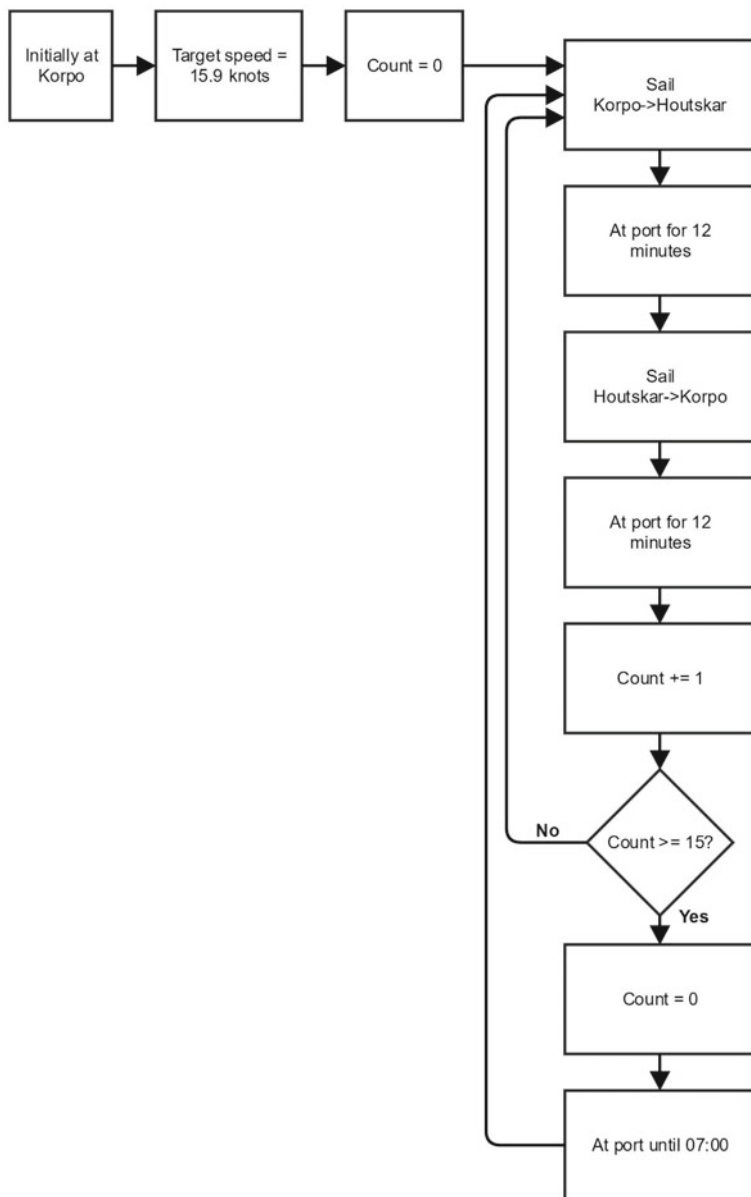 Initially at
Korpo
Target speed =
15.9 knots
Count = 0
Sail
Korpo->Houtskar
At port for 12
minutes
Sail
Houtskar->Korpo
At port for 12
minutes
Count += 1
Count >= 15?
No
Yes
Count = 0
At port until 07:00